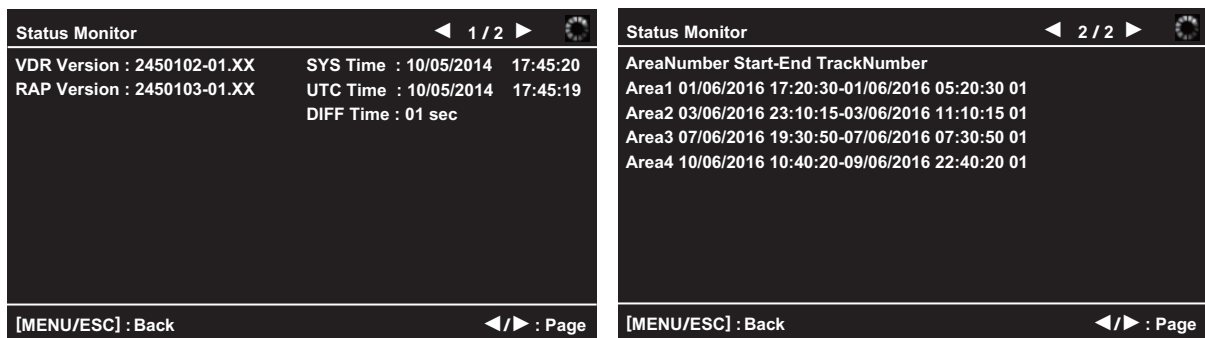 Status Monitor ◀ 1 / 2 ▶
VDR Version : 2450102-01.XX SYS Time : 10/05/2014 17:45:20
RAP Version : 2450103-01.XX UTC Time : 10/05/2014 17:45:19
DIFF Time : 01 sec
[MENU/ESC] : Back ◀/▶ : Page
Status Monitor ◀ 2 / 2 ▶
AreaNumber Start-End TrackNumber
Area1 01/06/2016 17:20:30-01/06/2016 05:20:30 01
Area2 03/06/2016 23:10:15-03/06/2016 11:10:15 01
Area3 07/06/2016 19:30:50-07/06/2016 07:30:50 01
Area4 10/06/2016 10:40:20-09/06/2016 22:40:20 01
[MENU/ESC] : Back ◀/▶ : Page